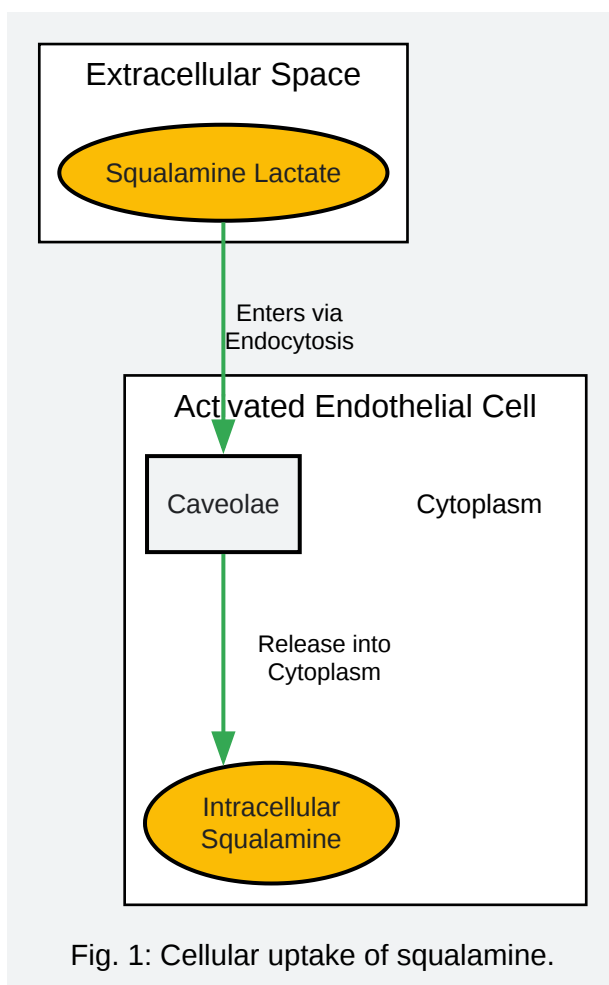 Extracellular Space
Squalamine Lactate
Enters via
Endocytosis
Activated Endothelial Cell
Caveolae
Cytoplasm
Release into
Cytoplasm
Intracellular
Squalamine
Fig. 1: Cellular uptake of squalamine.